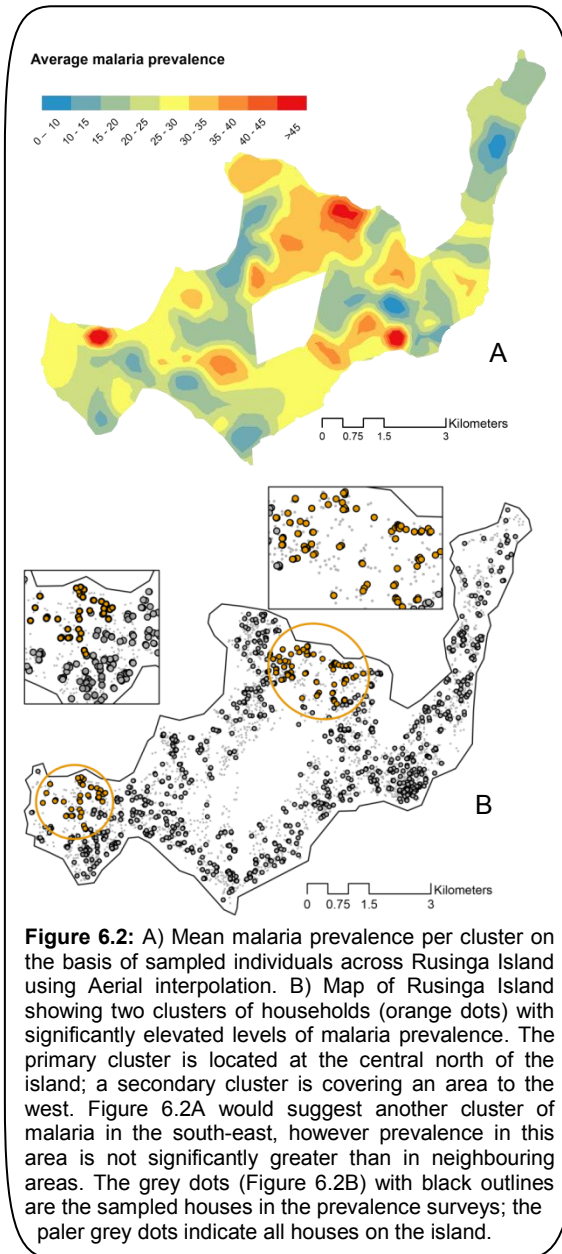 Average malaria prevalence
0 – 10
10 - 15
15 - 20
20 - 25
25 - 30
30 - 35
35 - 40
40 - 45
>45
A
Kilometers
0 0.75 1.5 3
B
Kilometers
0 0.75 1.5 3
Figure 6.2: A) Mean malaria prevalence per cluster on
the basis of sampled individuals across Rusinga Island
using Aerial interpolation. B) Map of Rusinga Island
showing two clusters of households (orange dots) with
significantly elevated levels of malaria prevalence. The
primary cluster is located at the central north of the
island; a secondary cluster is covering an area to the
west. Figure 6.2A would suggest another cluster of
malaria in the south-east, however prevalence in this
area is not significantly greater than in neighbouring
areas. The grey dots (Figure 6.2B) with black outlines
are the sampled houses in the prevalence surveys; the
paler grey dots indicate all houses on the island.